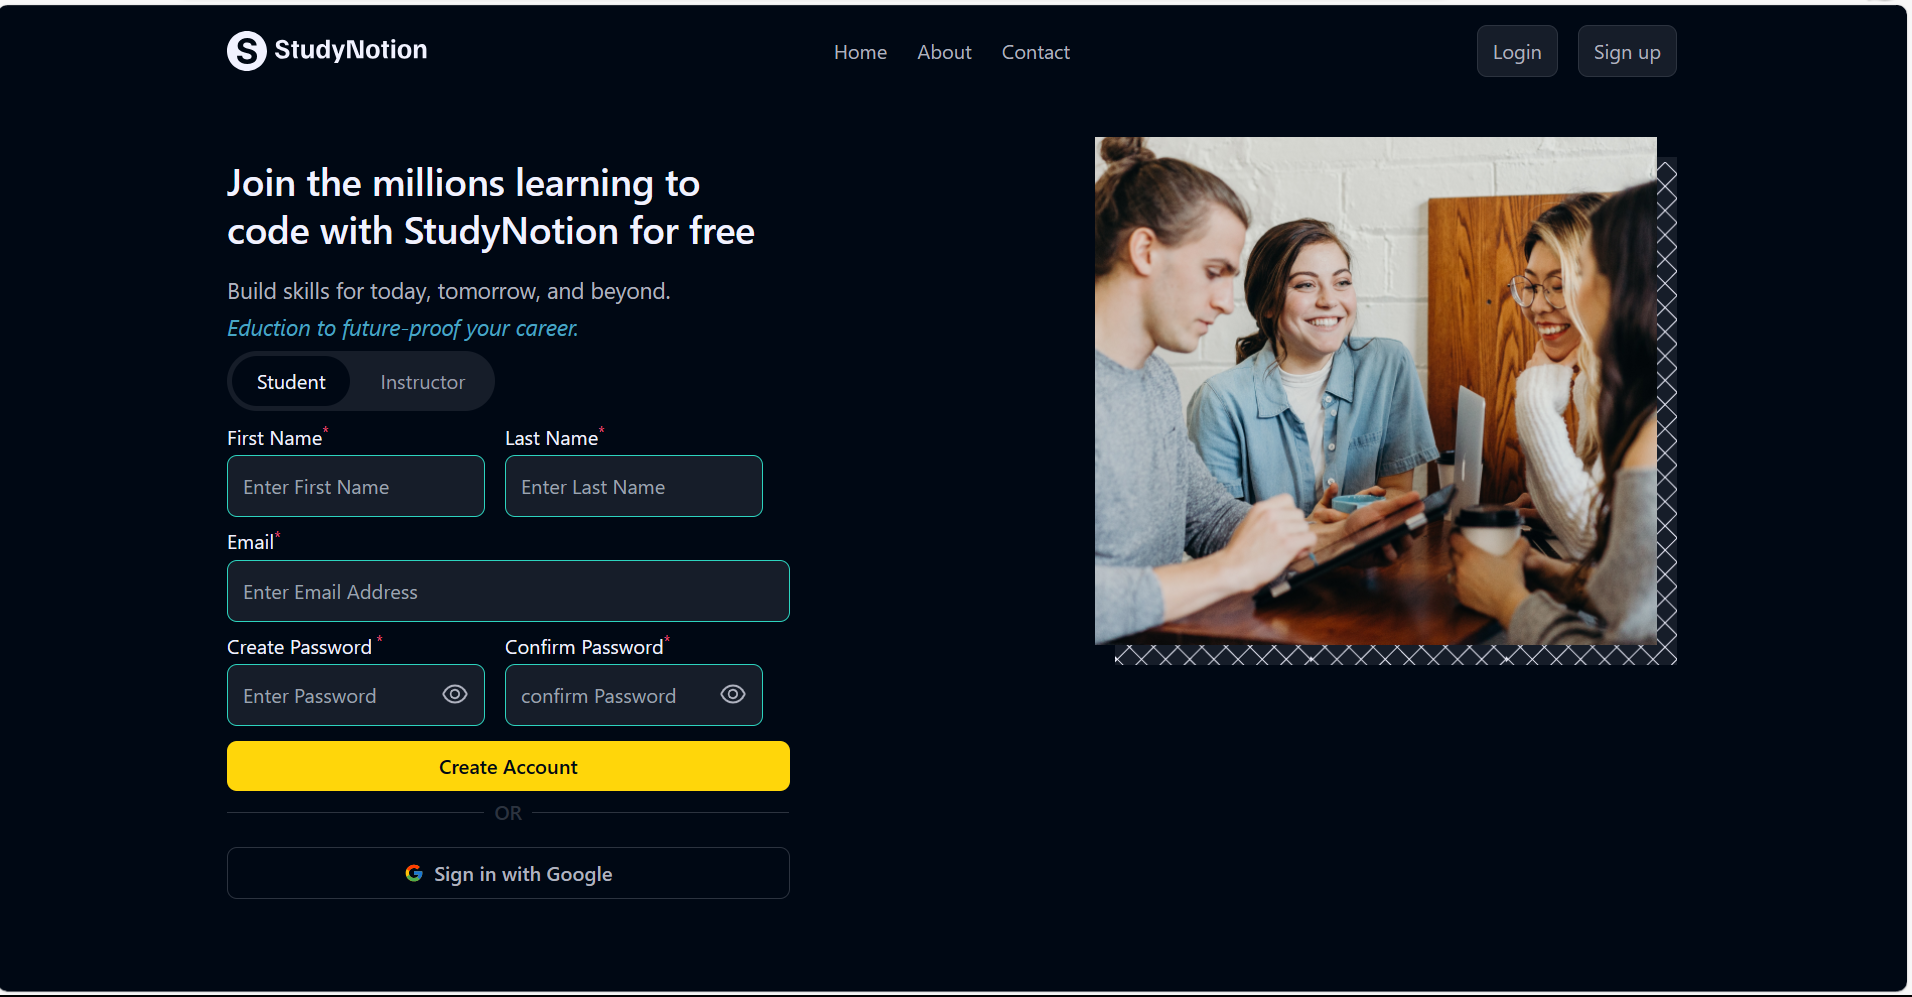 StudyNotion
Home
About
Contact
Login
Sign up
Join the millions learning to
code with StudyNotion for free
Build skills for today, tomorrow, and beyond.
Eduction to future-proof your career.
Student
Instructor
First Name*
Last Name*
Enter First Name
Enter Last Name
Email*
Enter Email Address
Create Password *
Confirm Password*
Enter Password
confirm Password
Create Account
OR
Sign in with Google